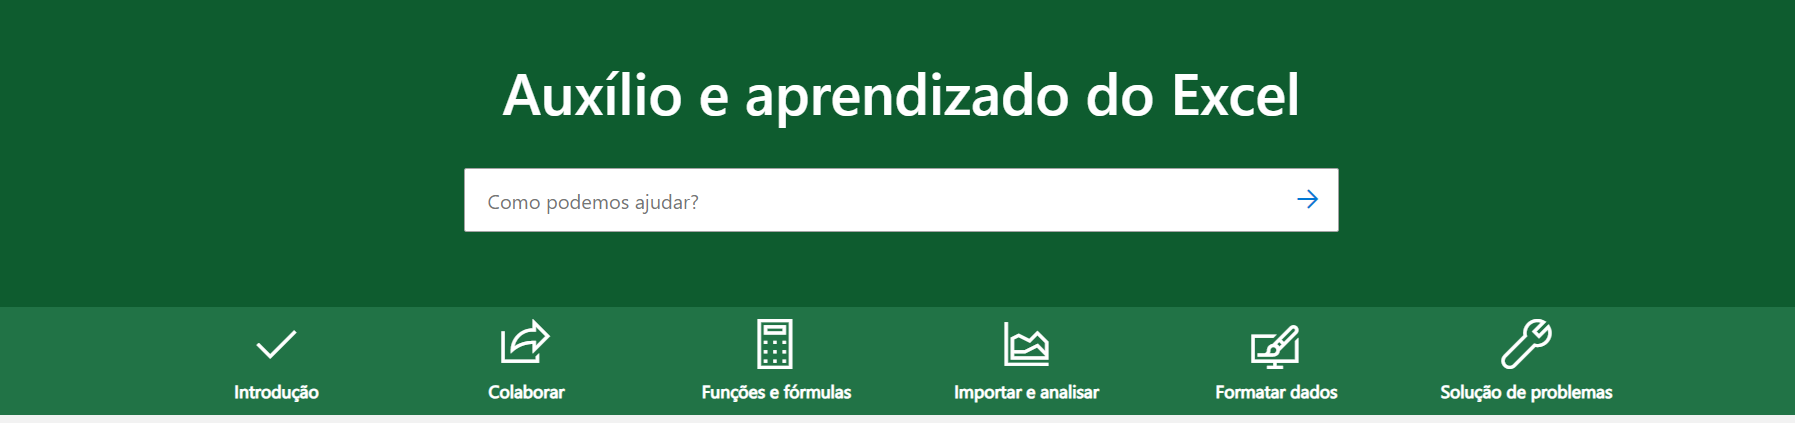 Auxílio e aprendizado do Excel
Como podemos ajudar?
Introdução
Colaborar
Funções e fórmulas
Importar e analisar
Formatar dados
Solução de problemas